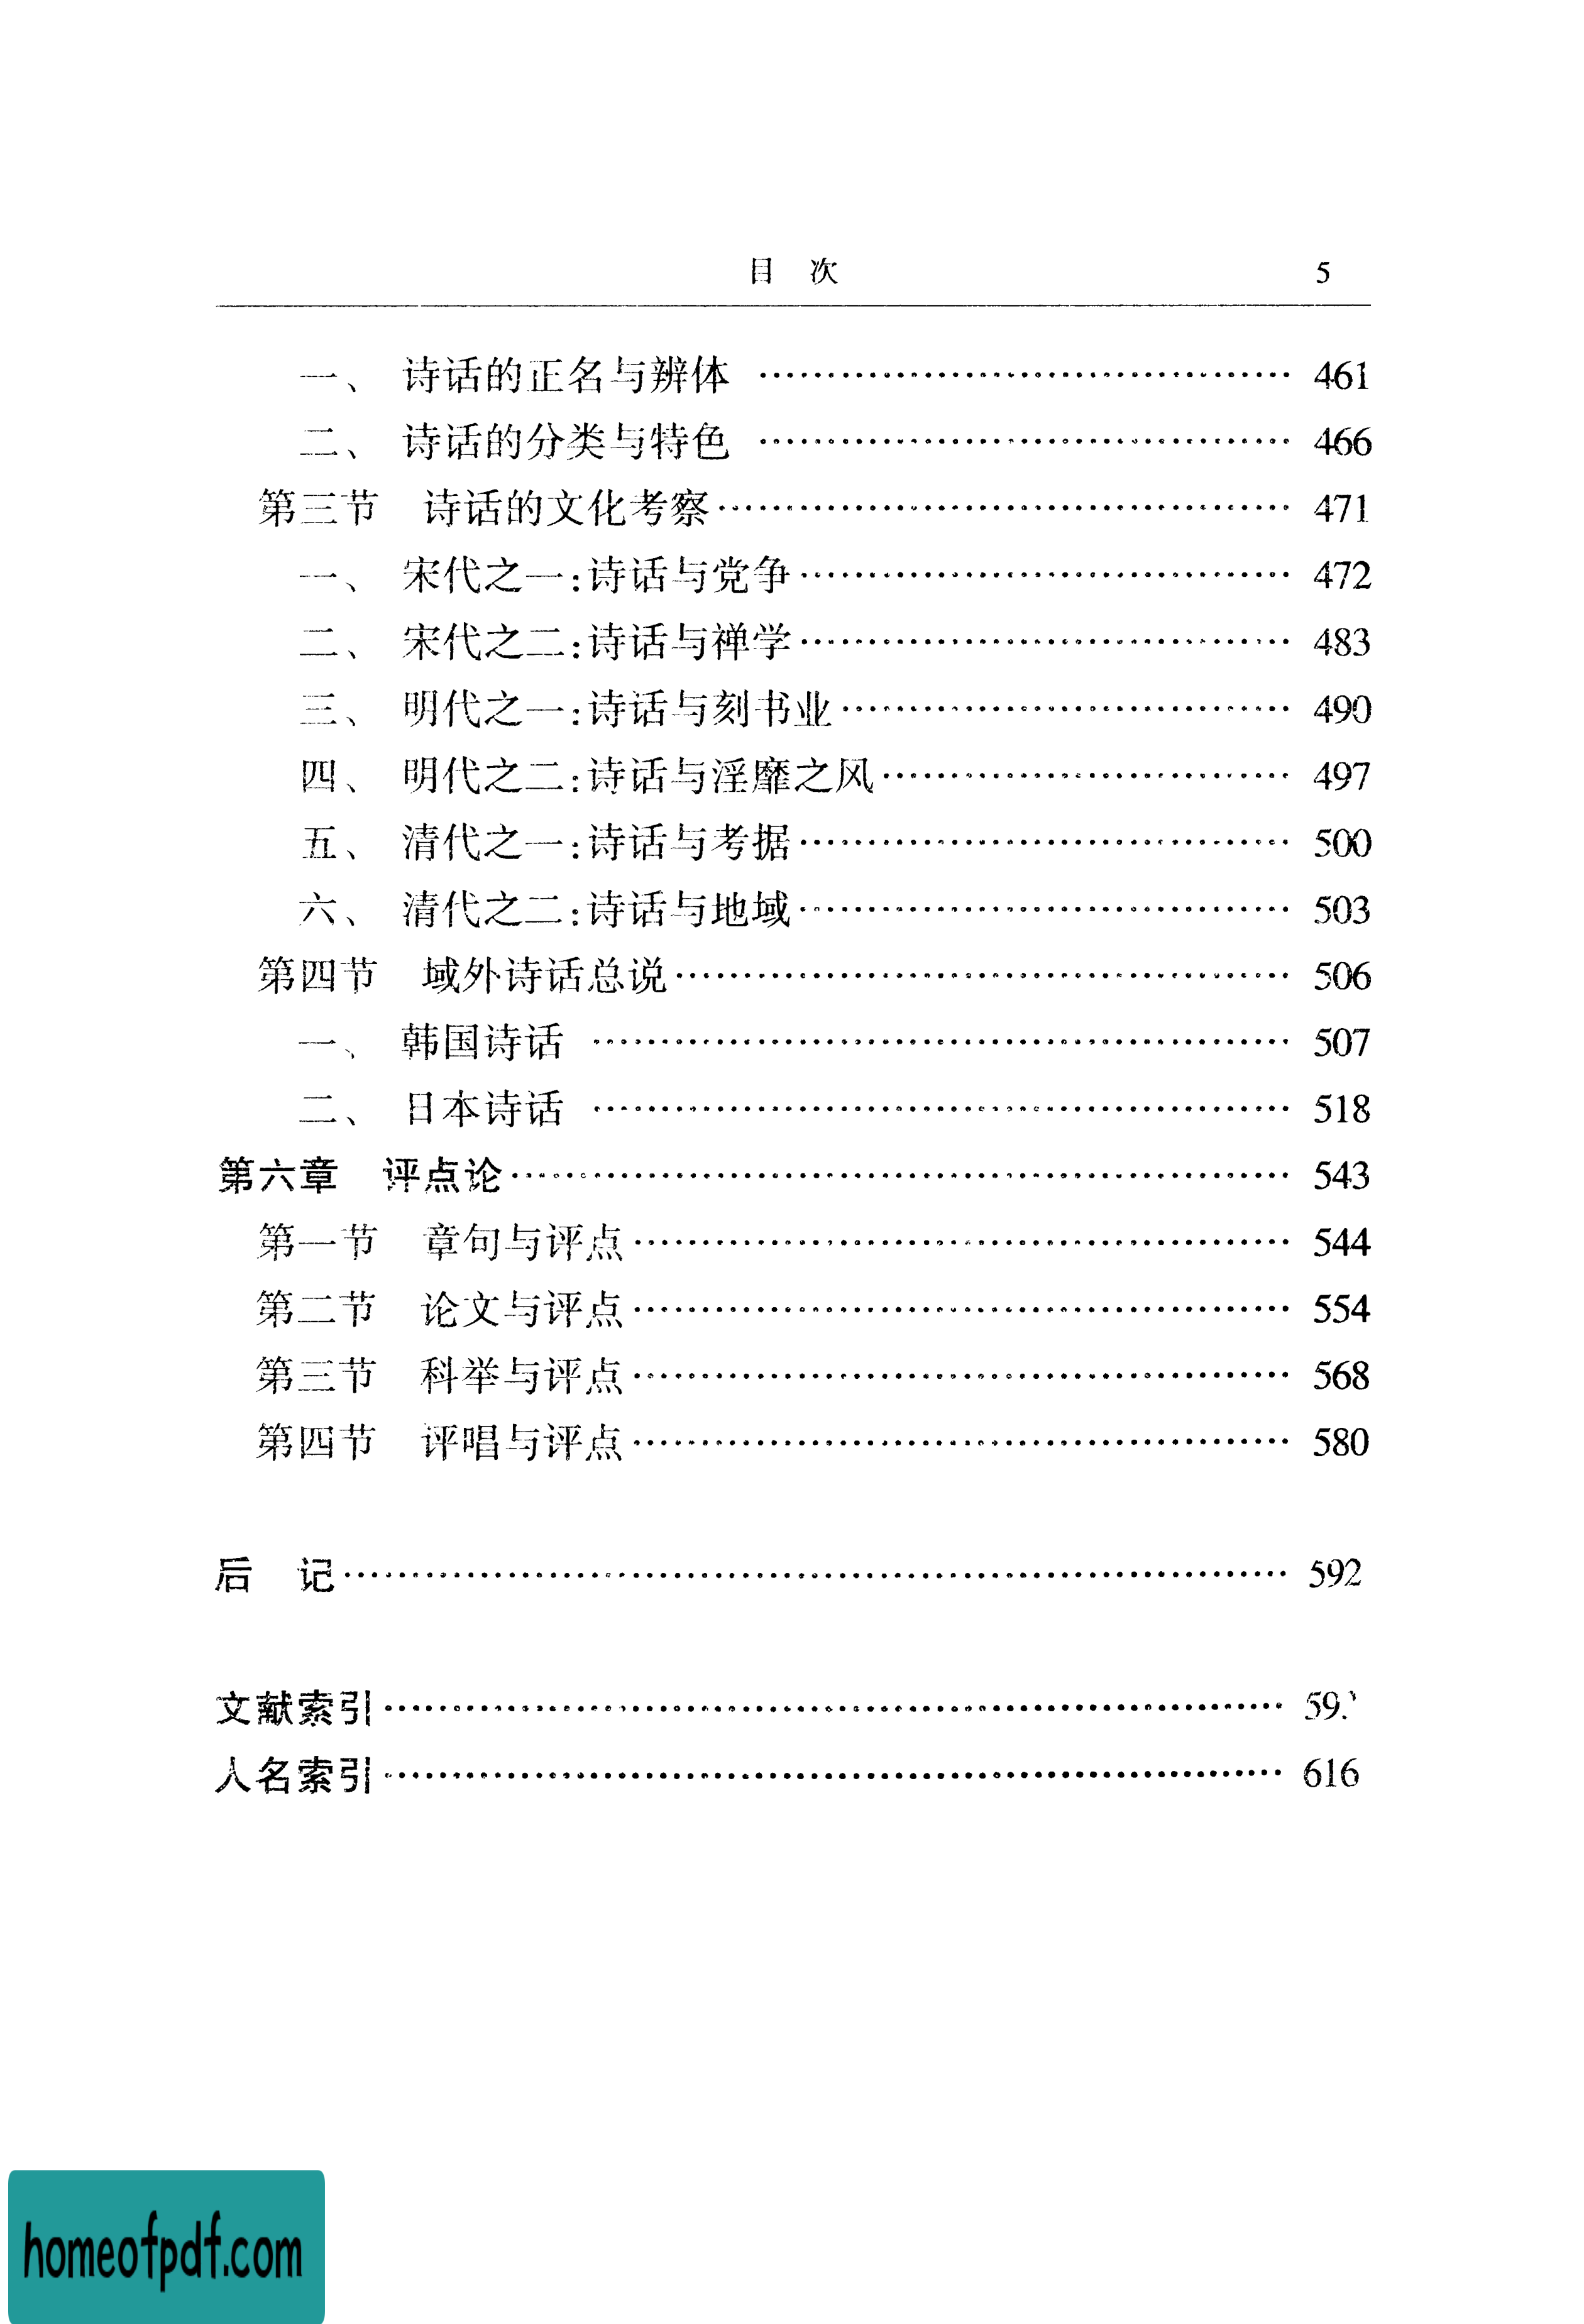 目 次 5
一、 诗话的正名与辨体 …………………………………… 461
二、 诗话的分类与特色 …………………………………… 466
第三节 诗话的文化考察…………………………………… 471
一、 宋代之一:诗话与党争………………………………… 472
二、 宋代之二:诗话与禅学………………………………… 483
三、 明代之一:诗话与刻书业……………………………… 490
四、 明代之二:诗话与淫靡之风…………………………… 497
五、 清代之一:诗话与考据………………………………… 500
六、 清代之二:诗话与地域………………………………… 503
第四节 域外诗话总说……………………………………… 506
一、 韩国诗话 ……………………………………………… 507
二、 日本诗话 ……………………………………………… 518
第六章 评点论……………………………………………… 543
第一节 章句与评点………………………………………… 544
第二节 论文与评点………………………………………… 554
第三节 科举与评点………………………………………… 568
第四节 评唱与评点………………………………………… 580
后 记………………………………………………………… 592
文献索引……………………………………………………
人名索引…………………………………………………… 616
homeofpdf.com